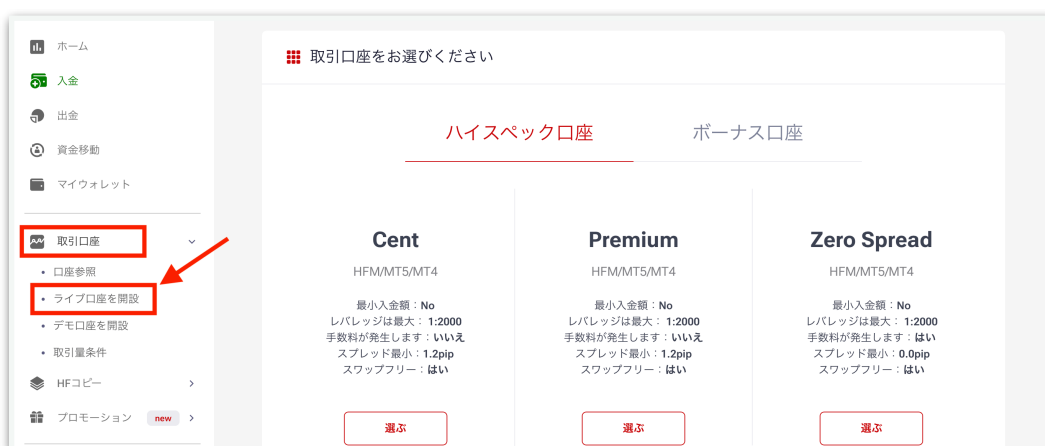 ホーム
入金
出金
資金移動
マイウォレット
取引口座
口座参照
ライブ口座を開設
デモ口座を開設
取引量条件
HFコピー
プロモーション new
取引口座をお選びください
ハイスペック口座 ボーナス口座
Cent
HFM/MT5/MT4
最小入金額：No
レバレッジは最大： 1:2000
手数料が発生します：いいえ
スプレッド最小：1.2pip
スワップフリー：はい
選ぶ
Premium
HFM/MT5/MT4
最小入金額：No
レバレッジは最大： 1:2000
手数料が発生します：いいえ
スプレッド最小：1.2pip
スワップフリー：はい
選ぶ
Zero Spread
HFM/MT5/MT4
最小入金額：No
レバレッジは最大： 1:2000
手数料が発生します：はい
スプレッド最小：0.0pip
スワップフリー：はい
選ぶ